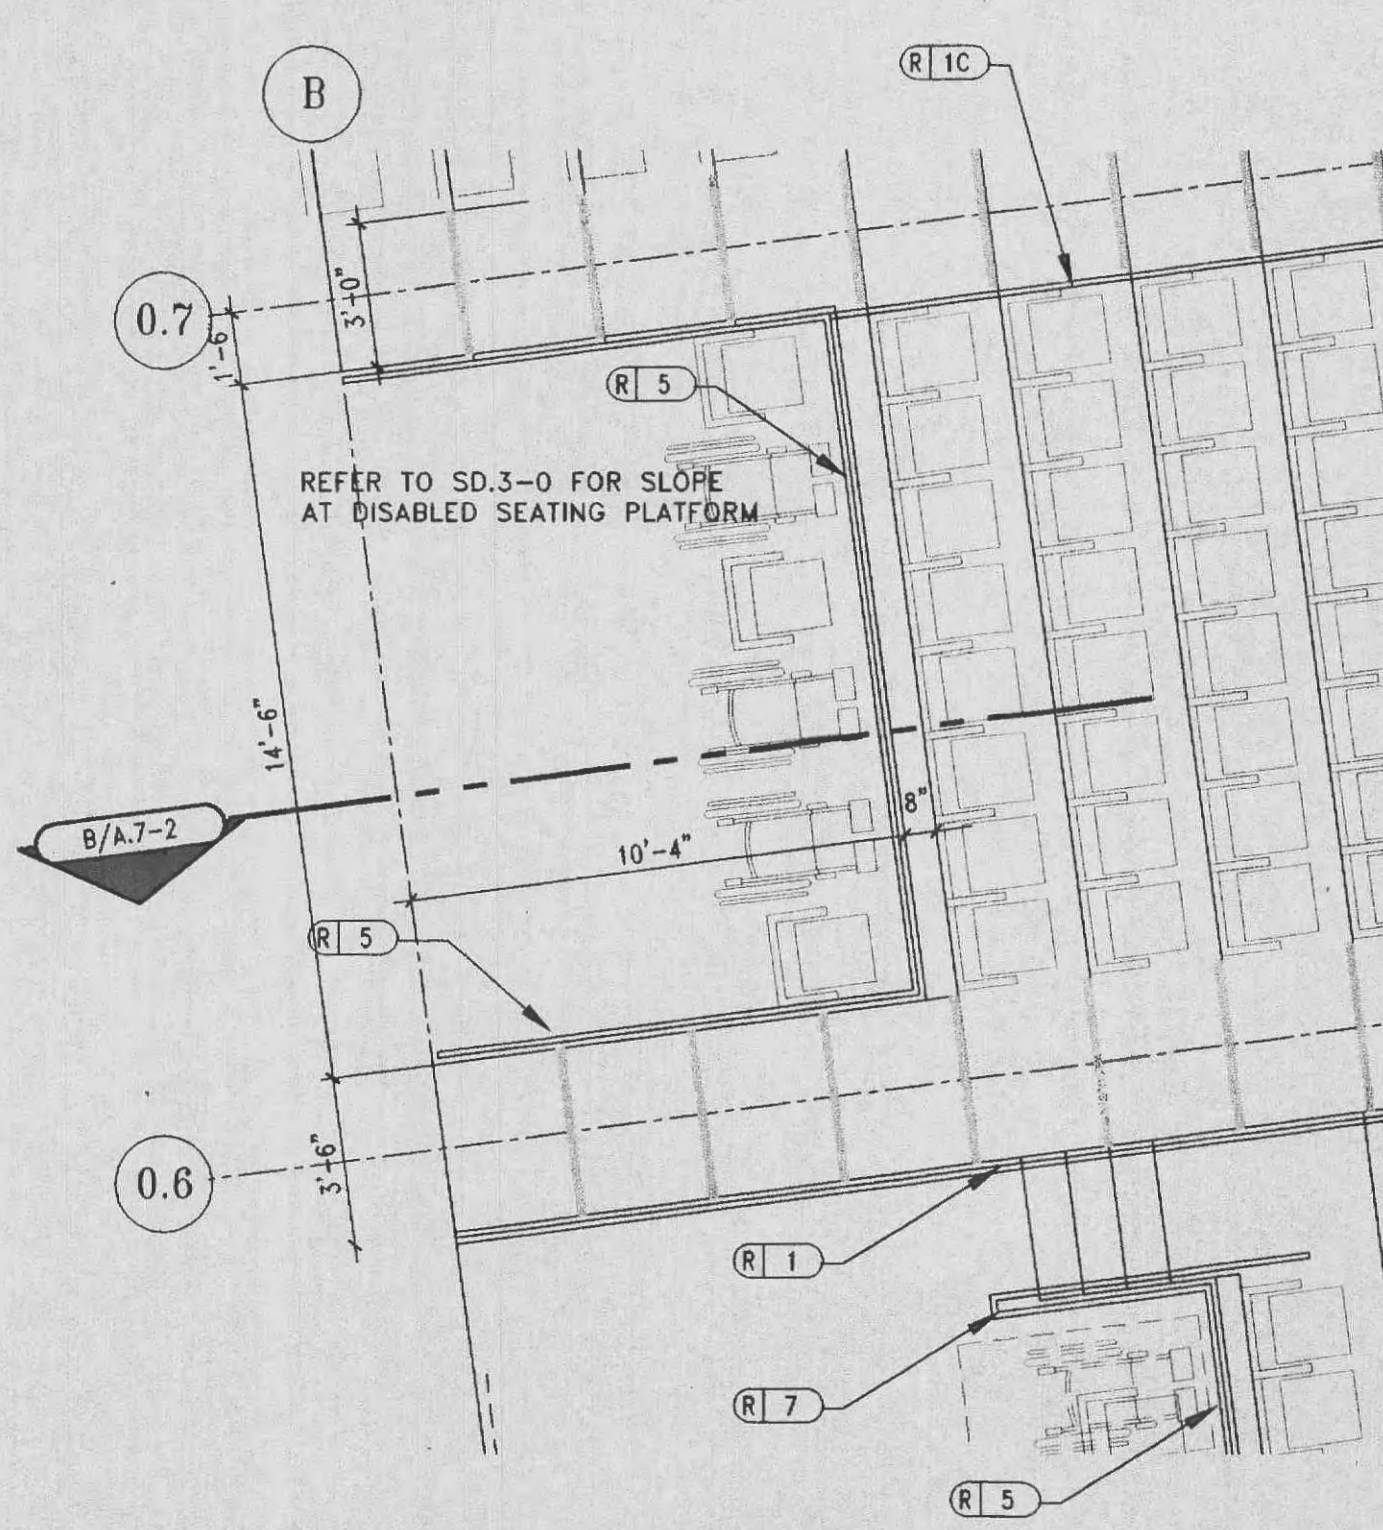 B
R 1C
0.7
3'-0"
1'-6"
R 5
REFER TO SD.3-0 FOR SLOPE
AT DISABLED SEATING PLATFORM
14'-6"
B/A.7-2
8"
10'-4"
R 5
0.6
3'-6"
R 1
R 7
R 5